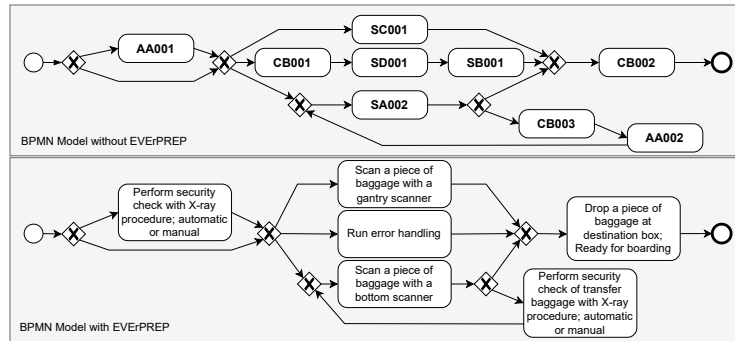 SC001
AA001
CB001
SD001
SB001
CB002
SA002
CB003
AA002
BPMN Model without EVErPREP
Scan a piece of
baggage with a
gantry scanner
Perform security
check with X-ray
procedure; automatic
or manual
Run error handling
Drop a piece of
baggage at
destination box;
Ready for boarding
Scan a piece of
baggage with a
bottom scanner
Perform security
check of transfer
baggage with X-ray
procedure; automatic
or manual
BPMN Model with EVErPREP